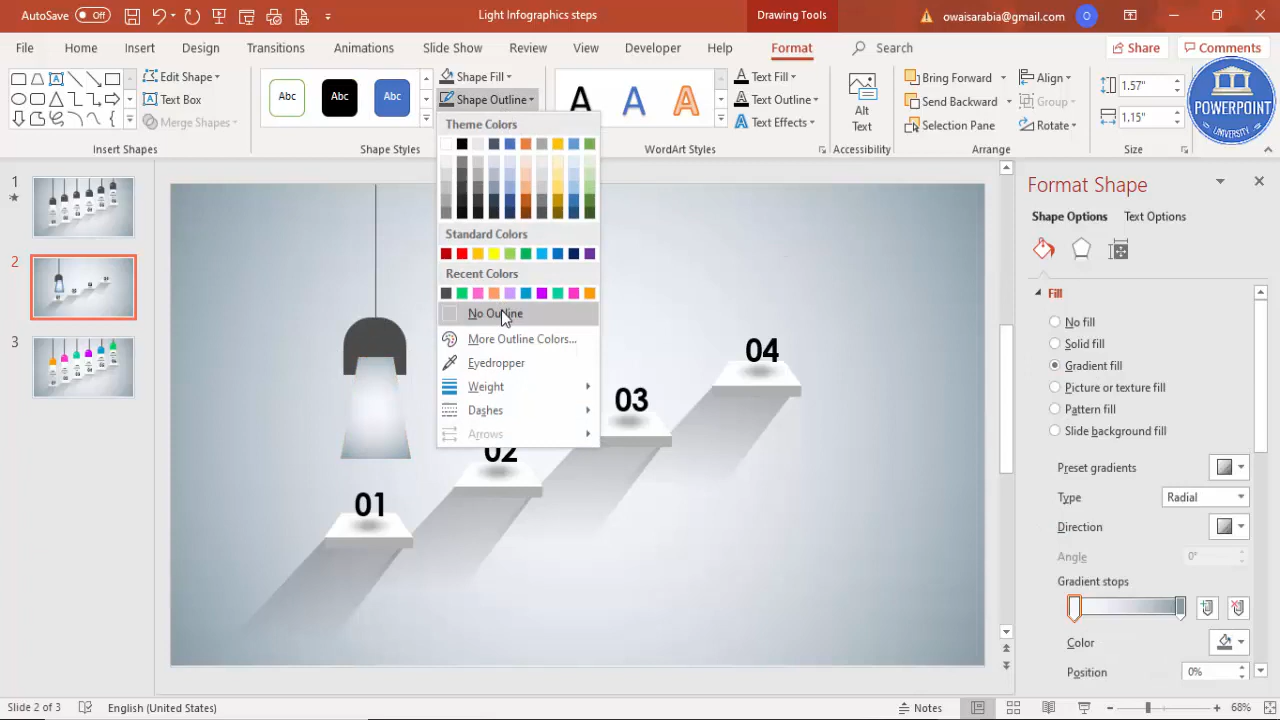 AutoSave Off Light Infographics steps Drawing Tools owaisarabia@gmail.com O
File Home Insert Design Transitions Animations Slide Show Review View Developer Help Format Search Share Comments
Edit Shape
Text Box
Merge Shapes
Insert Shapes
Abc Abc Abc
Shape Fill
Shape Outline
Shape Styles
A A A
Text Fill
Text Outline
Text Effects
WordArt Styles
Alt
Text
Accessibility
Bring Forward
Send Backward
Selection Pane
Align
Group
Rotate
Arrange
1.57"
1.15"
Size
POWERPOINT
UNIVERSITY
Theme Colors
Standard Colors
Recent Colors
No Outline
More Outline Colors...
Eyedropper
Weight
Dashes
Arrows
1
2
3
01
02
03
04
Format Shape
Shape Options Text Options
Fill
No fill
Solid fill
Gradient fill
Picture or texture fill
Pattern fill
Slide background fill
Preset gradients
Type Radial
Direction
Angle 0°
Gradient stops
Color
Position 0%
Slide 2 of 3 English (United States) Notes 68%